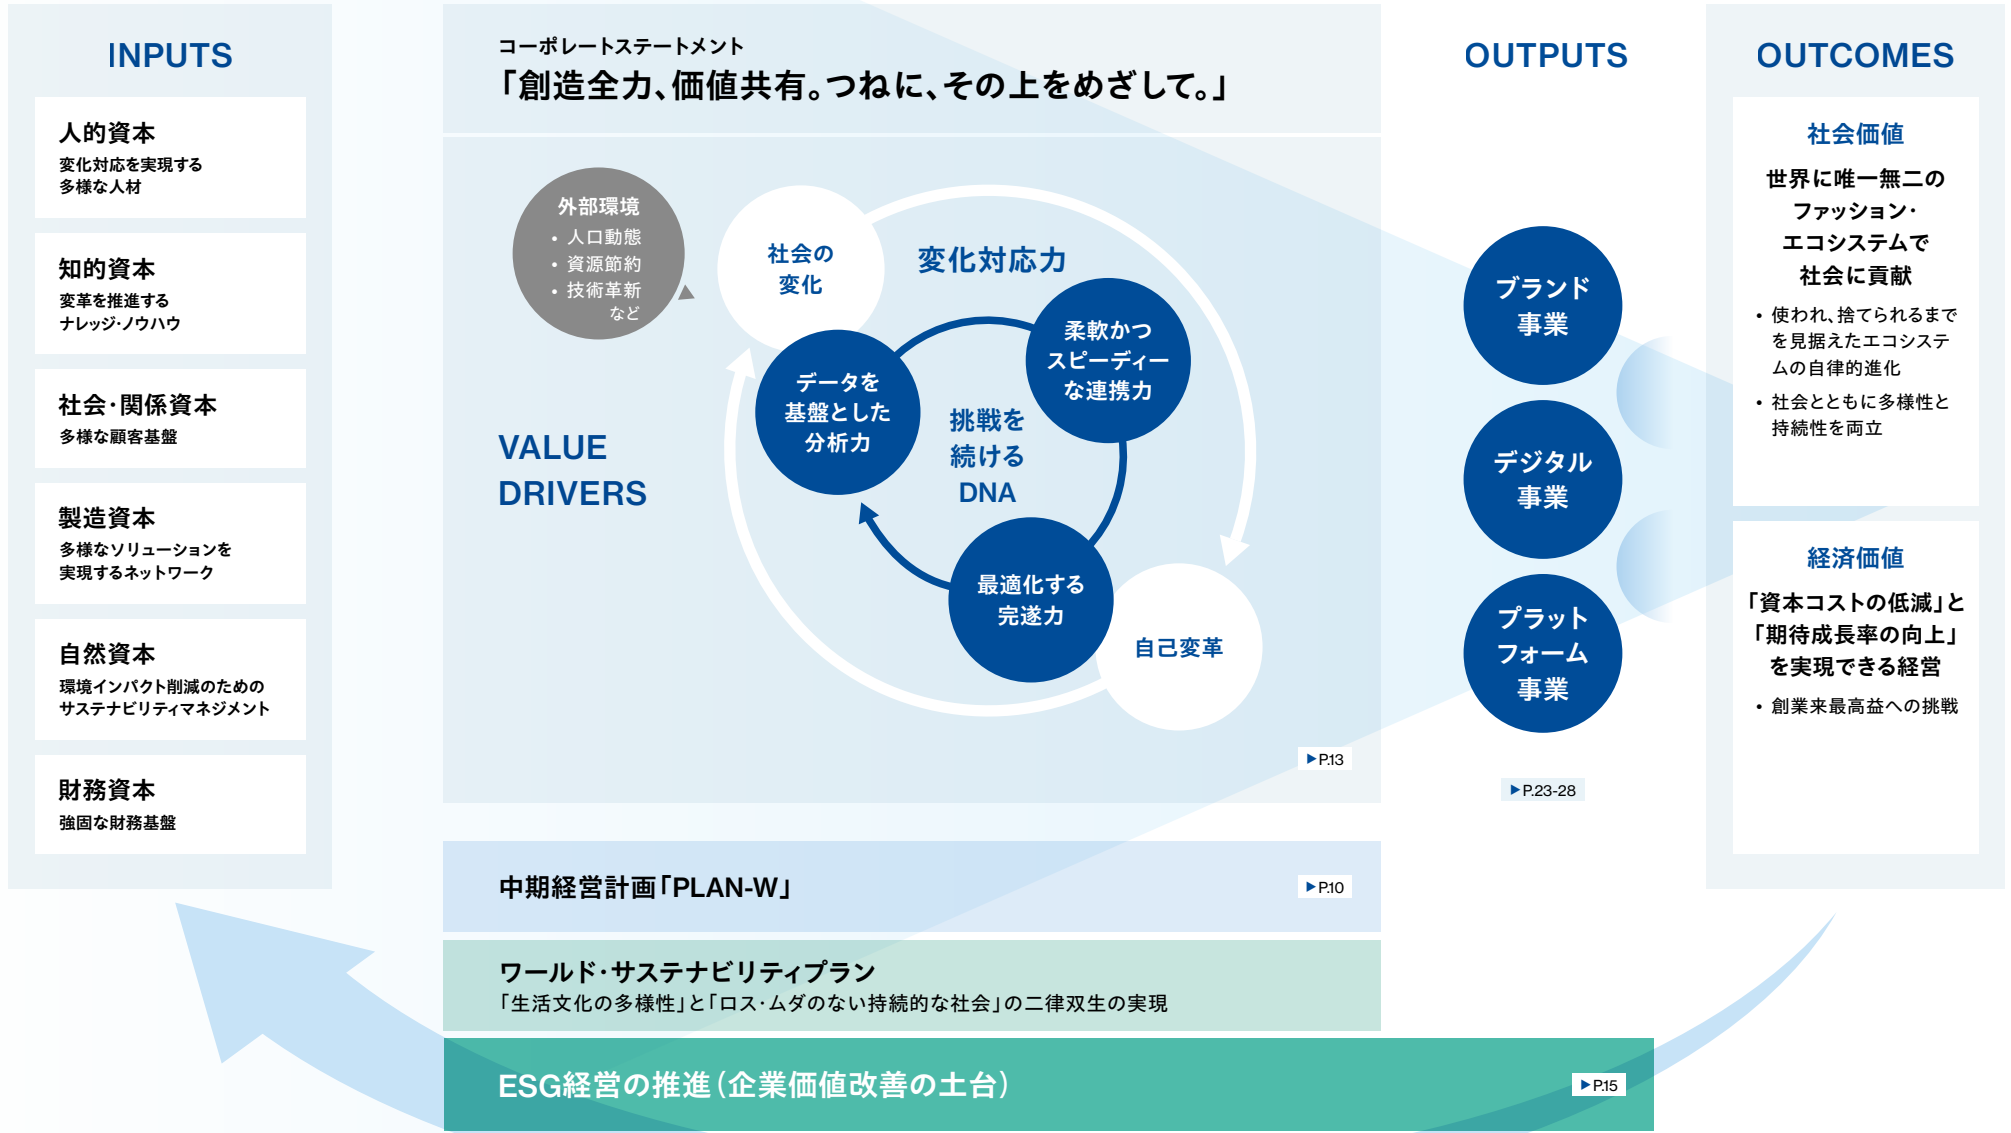 INPUTS
人的資本
変化対応を実現する
多様な人材
知的資本
変革を推進する
ナレッジ・ノウハウ
社会・関係資本
多様な顧客基盤
製造資本
多様なソリューションを
実現するネットワーク
自然資本
環境インパクト削減のための
サステナビリティマネジメント
財務資本
強固な財務基盤
コーポレートステートメント
「創造全力、価値共有。つねに、その上をめざして。」
外部環境
• 人口動態
• 資源節約
• 技術革新
など
社会の
変化
変化対応力
柔軟かつ
スピーディー
な連携力
データを
基盤とした
分析力
挑戦を
続ける
DNA
VALUE
DRIVERS
最適化する
完遂力
自己変革
▶P.13
中期経営計画「PLAN-W」
▶P.10
ワールド・サステナビリティプラン
「生活文化の多様性」と「ロス・ムダのない持続的な社会」の二律双生の実現
ESG経営の推進（企業価値改善の土台）
▶P.15
OUTPUTS
ブランド
事業
デジタル
事業
プラット
フォーム
事業
▶P.23-28
OUTCOMES
社会価値
世界に唯一無二の
ファッション・
エコシステムで
社会に貢献
• 使われ、捨てられるまで
を見据えたエコシステ
ムの自律的進化
• 社会とともに多様性と
持続性を両立
経済価値
「資本コストの低減」と
「期待成長率の向上」
を実現できる経営
• 創業来最高益への挑戦